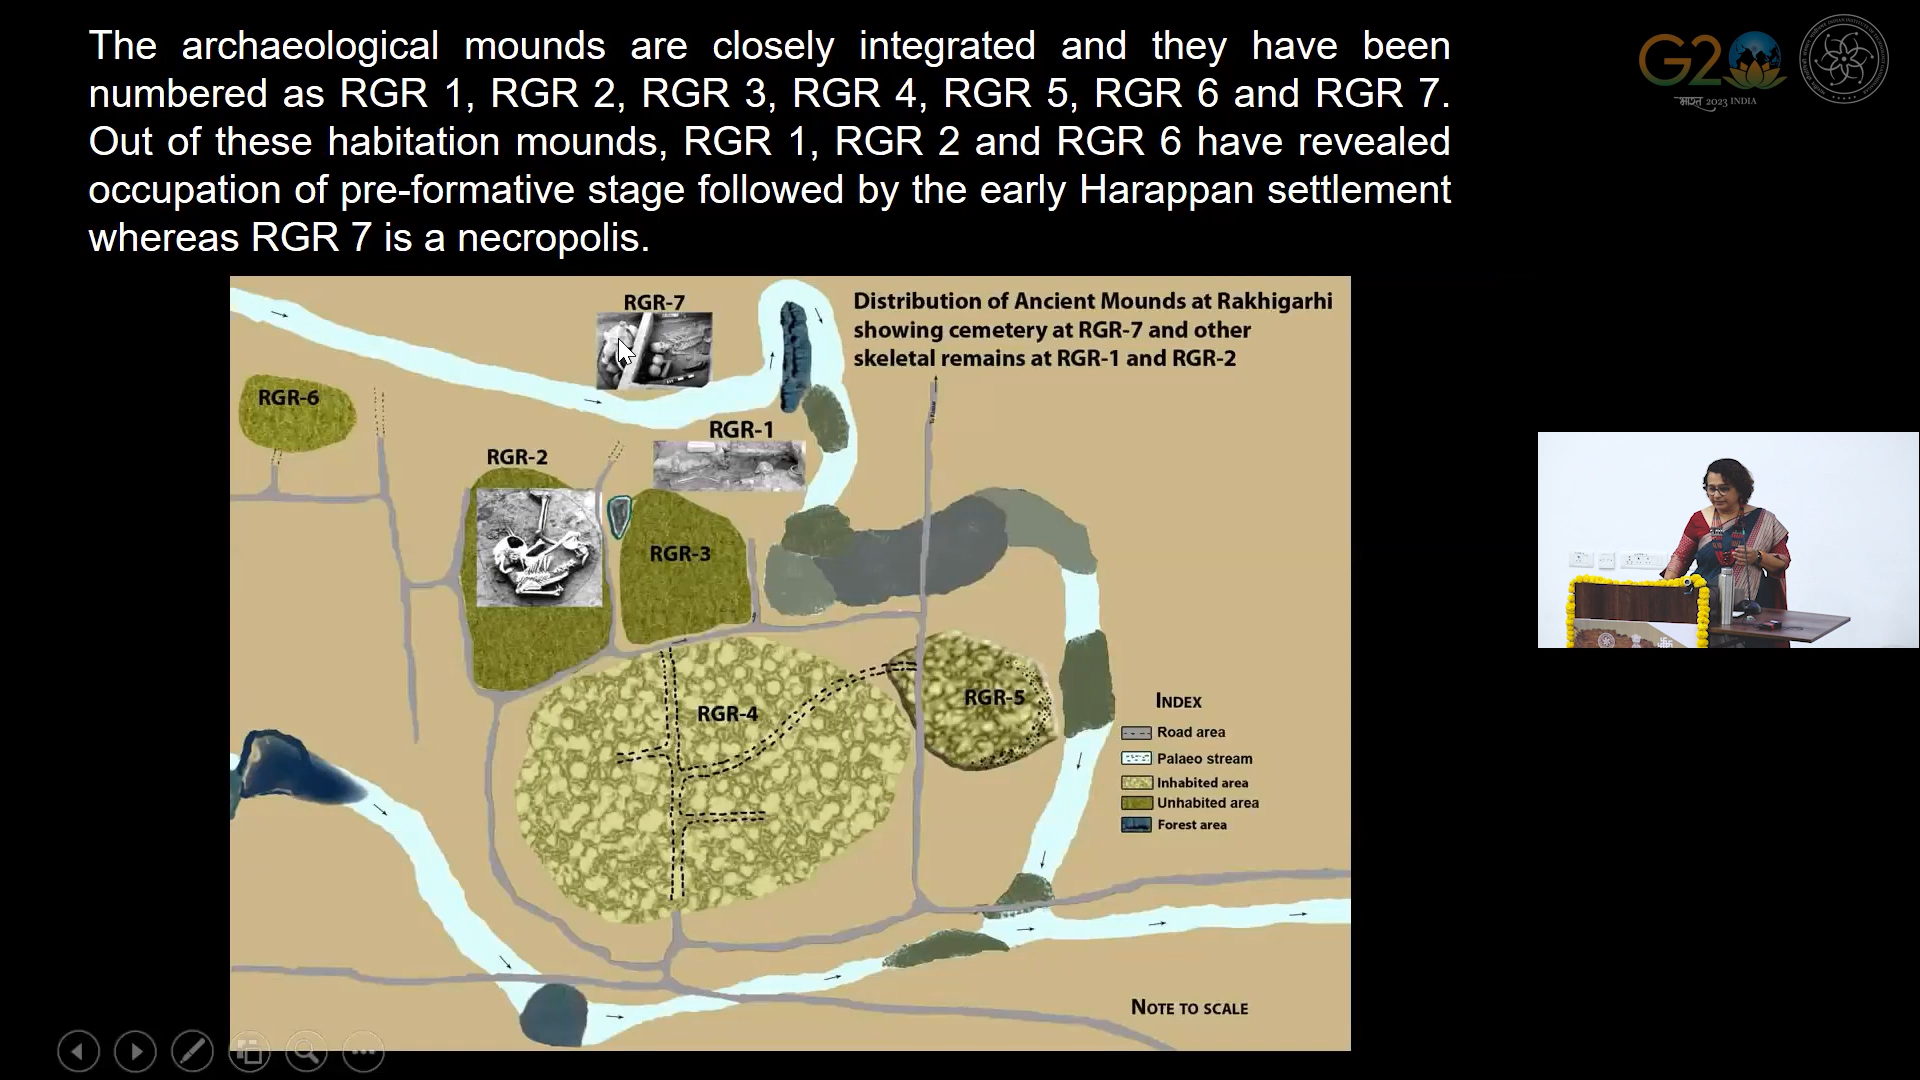 The archaeological mounds are closely integrated and they have been
numbered as RGR 1, RGR 2, RGR 3, RGR 4, RGR 5, RGR 6 and RGR 7.
Out of these habitation mounds, RGR 1, RGR 2 and RGR 6 have revealed
occupation of pre-formative stage followed by the early Harappan settlement
whereas RGR 7 is a necropolis.
G20
भारत 2023 INDIA
RGR-7
Distribution of Ancient Mounds at Rakhigarhi
showing cemetery at RGR-7 and other
skeletal remains at RGR-1 and RGR-2
RGR-6
RGR-1
RGR-2
RGR-3
RGR-4
RGR-5
INDEX
Road area
Palaeo stream
Inhabited area
Unhabited area
Forest area
NOTE TO SCALE